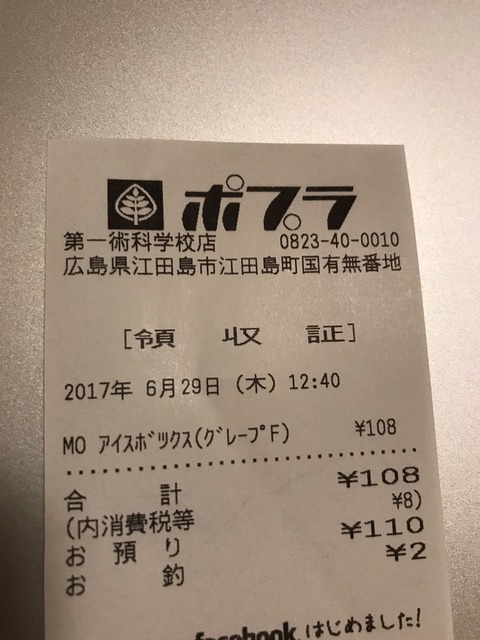 ポプラ
第一術科学校店 0823-40-0010
広島県江田島市江田島町国有無番地
[領 収 証]
2017年 6月29日 (木) 12:40
MO ｱｲｽﾎﾞﾂｸｽ(ｸﾞﾚｰﾌﾟF) ¥108
合 計 ¥108
(内消費税等 ¥8)
お 預 り ¥110
お 釣 ¥2
facebook はじめました!